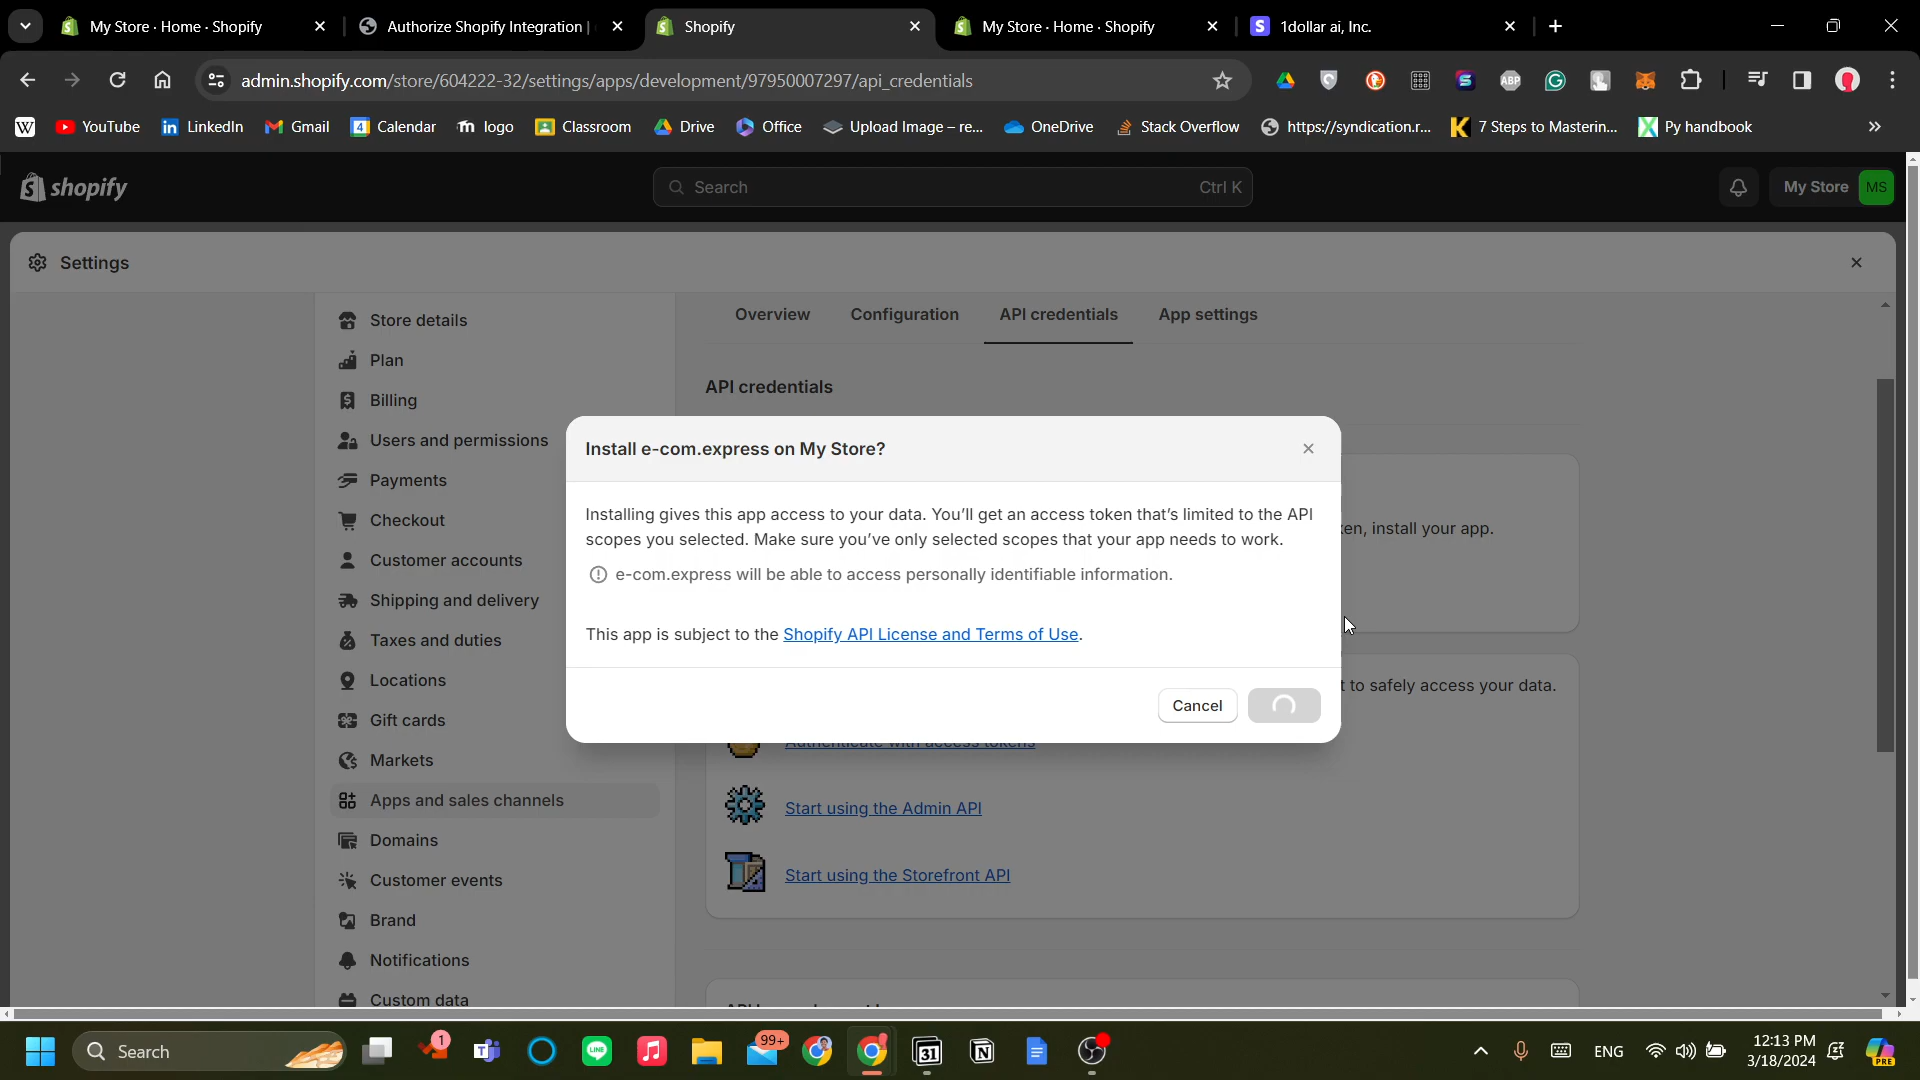 My Store · Home · Shopify
Authorize Shopify Integration |
Shopify
My Store · Home · Shopify
1dollar ai, Inc.
admin.shopify.com/store/604222-32/settings/apps/development/97950007297/api_credentials
ABP
W
YouTube
LinkedIn
Gmail
Calendar
logo
Classroom
Drive
Office
Upload Image – re...
OneDrive
Stack Overflow
https://syndication.r...
7 Steps to Masterin...
Py handbook
shopify
Search
Ctrl K
My Store
MS
Settings
Store details
Plan
Billing
Users and permissions
Payments
Checkout
Customer accounts
Shipping and delivery
Taxes and duties
Locations
Gift cards
Markets
Apps and sales channels
Domains
Customer events
Brand
Notifications
Custom data
Overview
Configuration
API credentials
App settings
API credentials
en, install your app.
t to safely access your data.
Install e-com.express on My Store?
Installing gives this app access to your data. You'll get an access token that's limited to the API
scopes you selected. Make sure you've only selected scopes that your app needs to work.
e-com.express will be able to access personally identifiable information.
This app is subject to the Shopify API License and Terms of Use.
Cancel
Authenticate with access tokens
Start using the Admin API
Start using the Storefront API
Search
1
99+
31
ENG
12:13 PM
3/18/2024
PRE